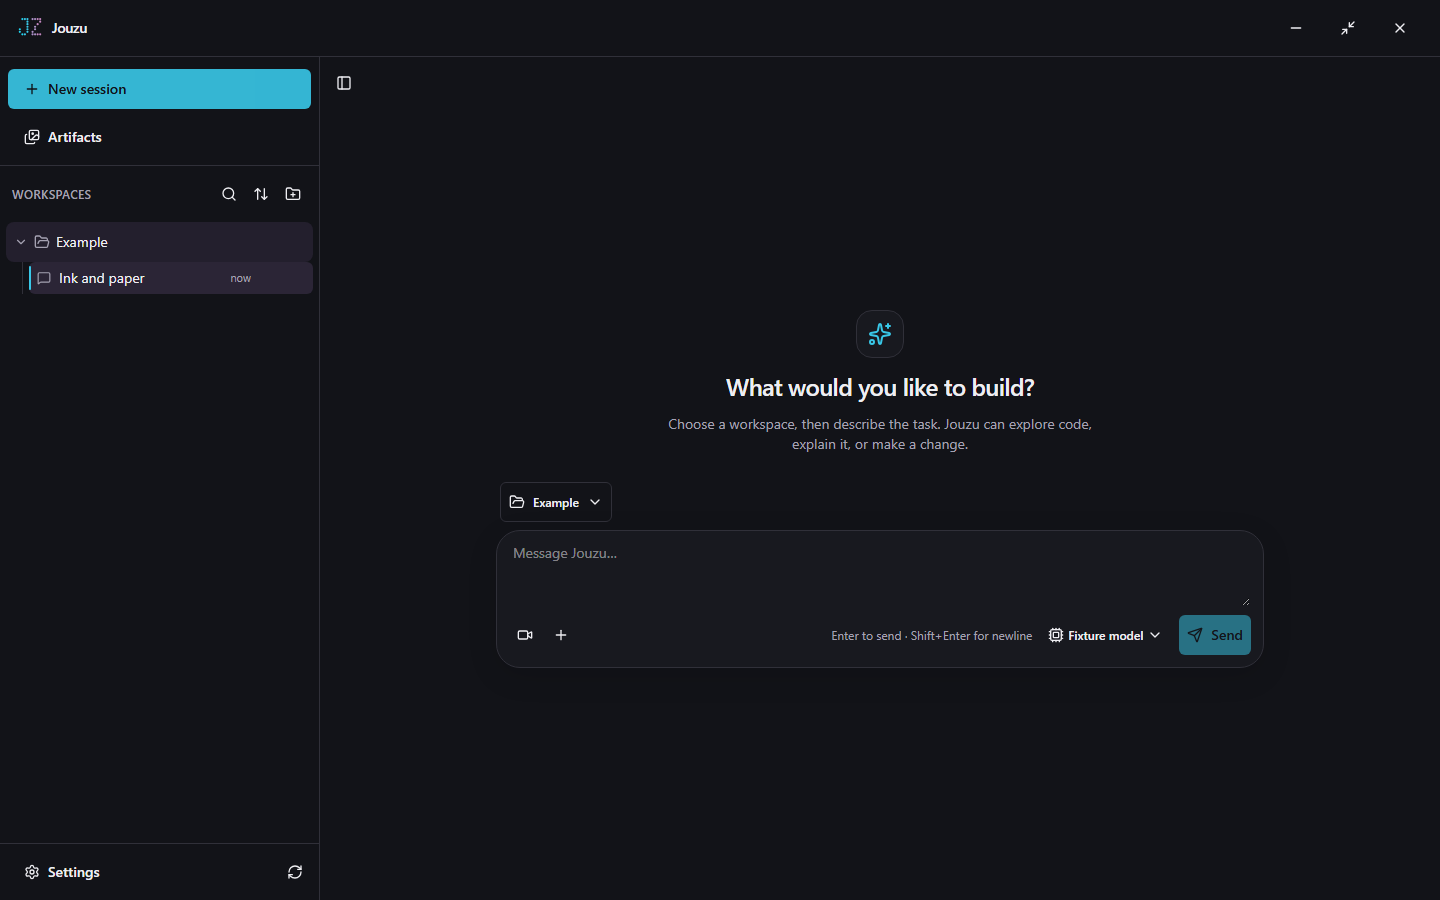 JZ Jouzu
New session
Artifacts
WORKSPACES
Example
Ink and paper now
What would you like to build?
Choose a workspace, then describe the task. Jouzu can explore code,
explain it, or make a change.
Example
Message Jouzu...
Enter to send · Shift+Enter for newline Fixture model Send
Settings